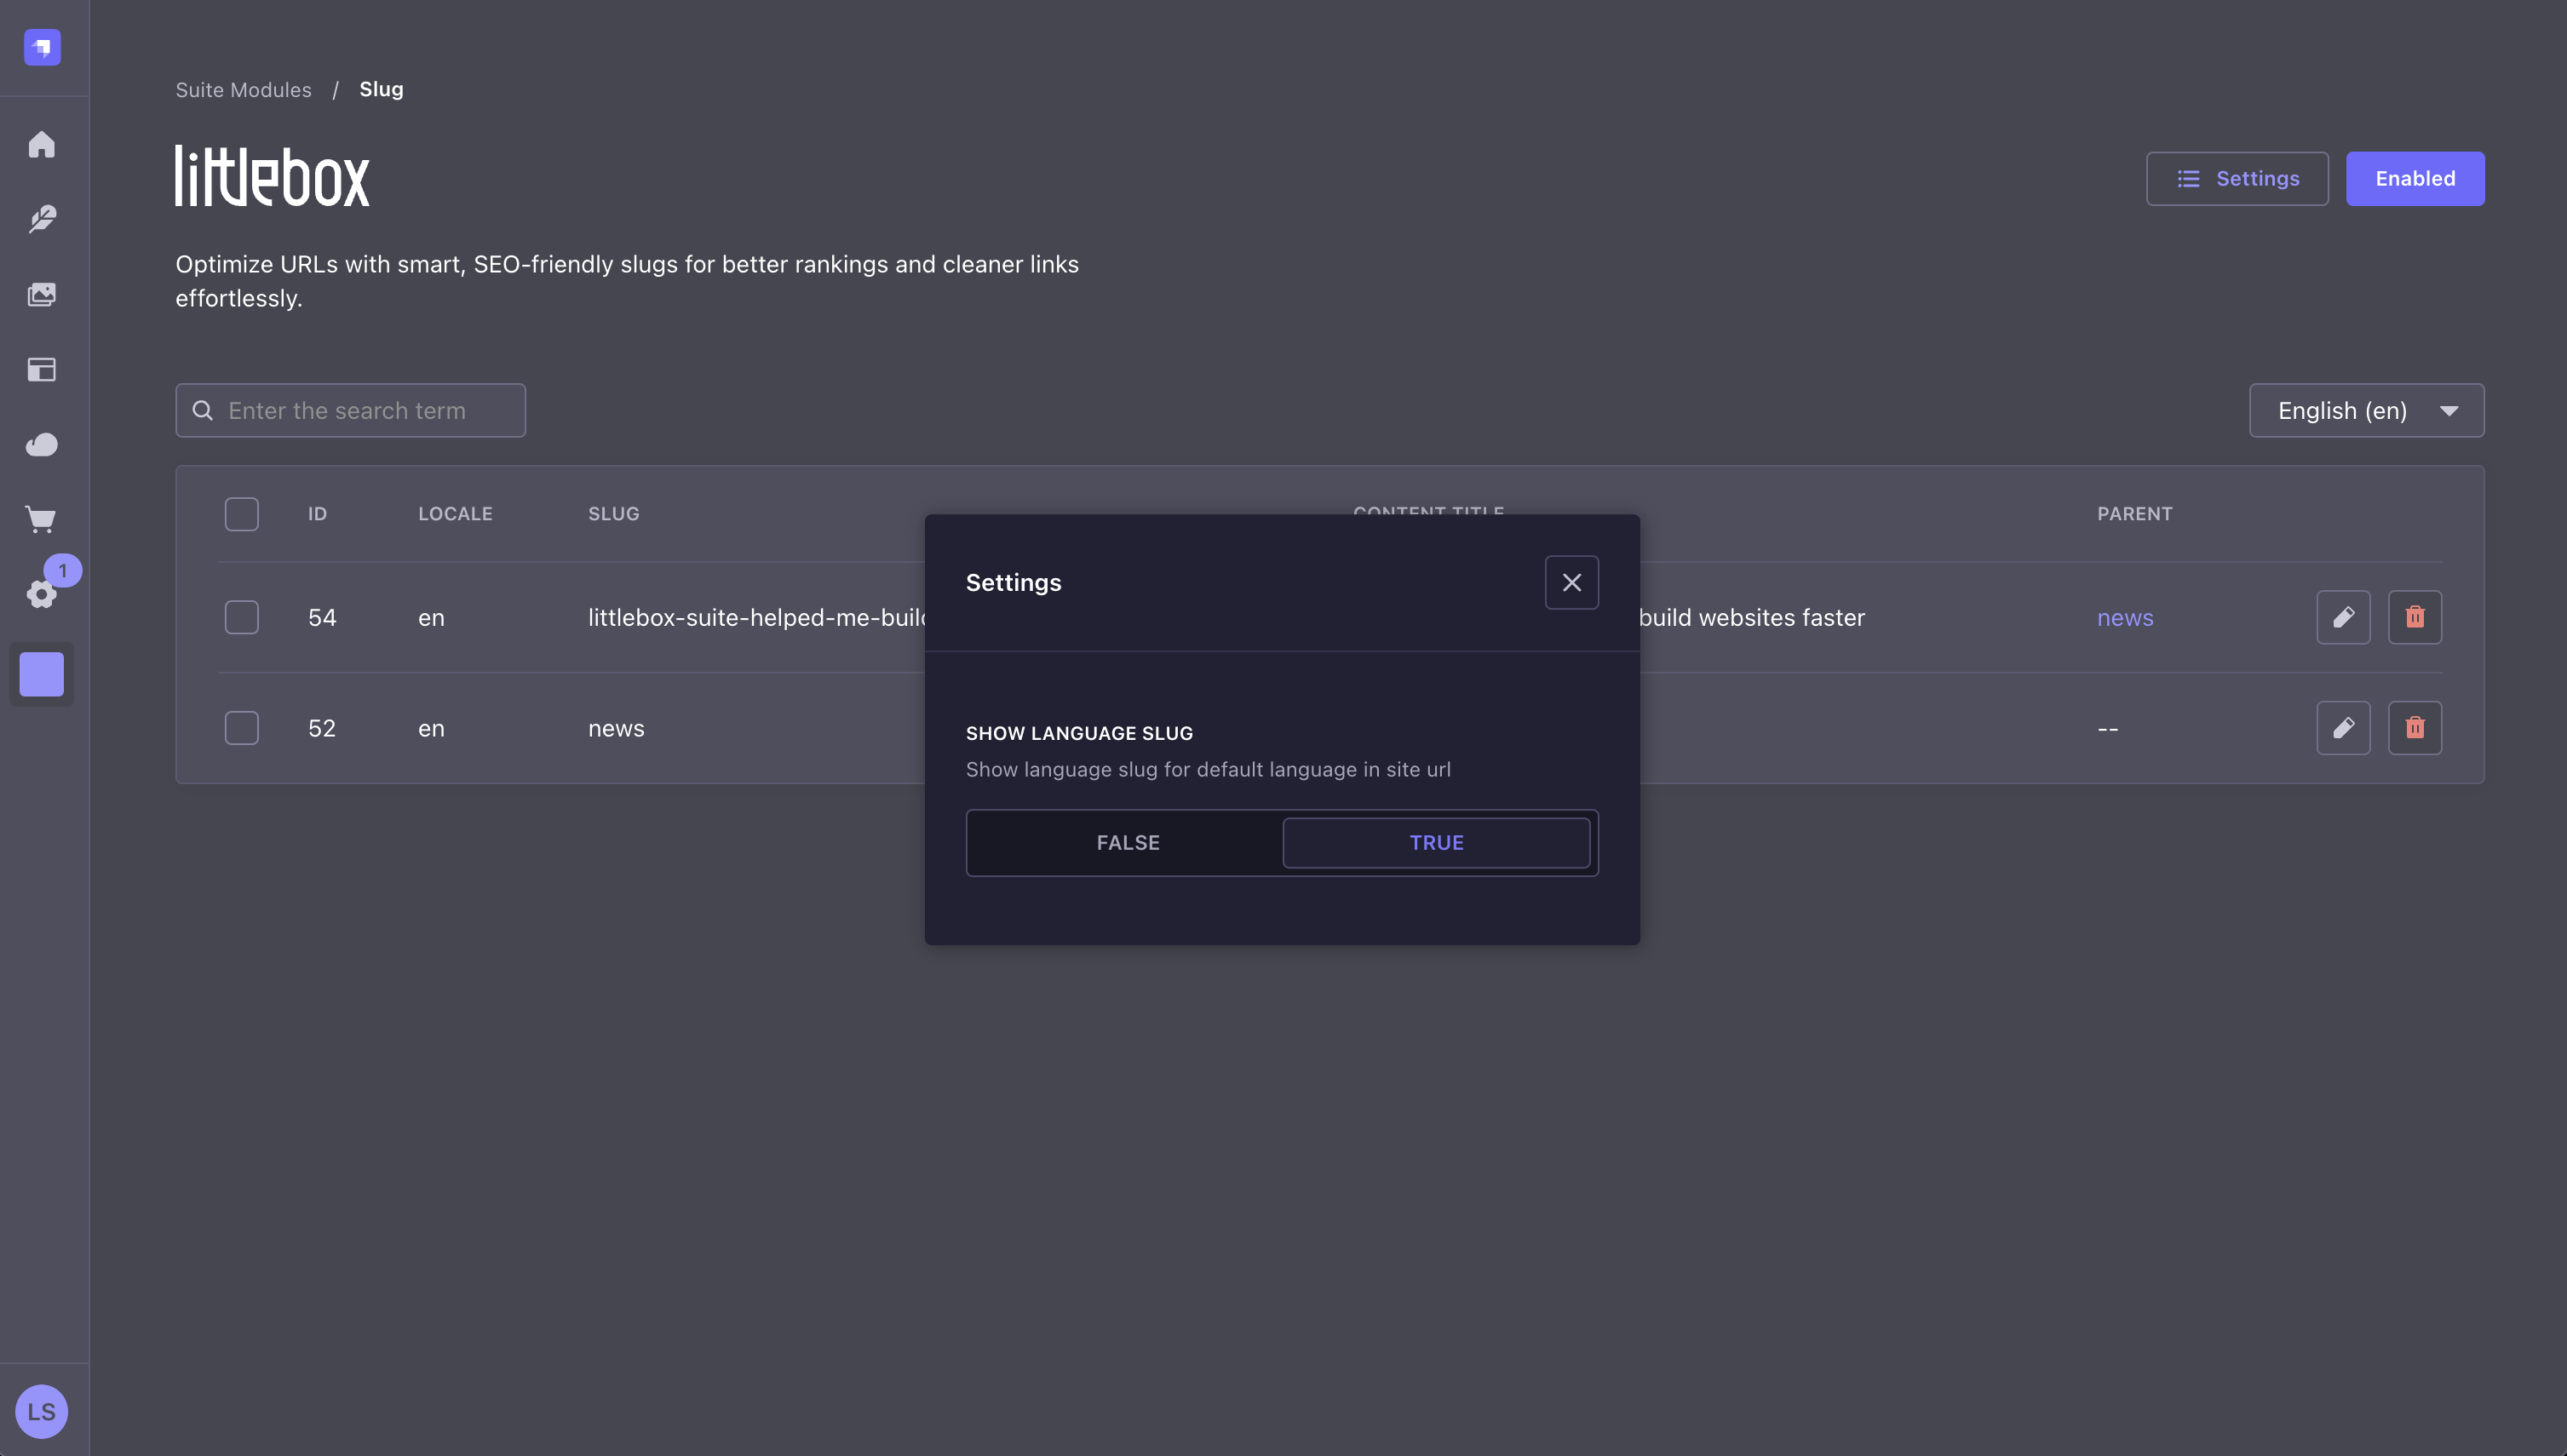 Suite Modules / Slug
littlebox
Settings
Enabled
Optimize URLs with smart, SEO-friendly slugs for better rankings and cleaner links
effortlessly.
Enter the search term
English (en)
ID LOCALE SLUG CONTENT TITLE PARENT
1
54 en littlebox-suite-helped-me-build build websites faster news
52 en news --
Settings
SHOW LANGUAGE SLUG
Show language slug for default language in site url
FALSE TRUE
LS